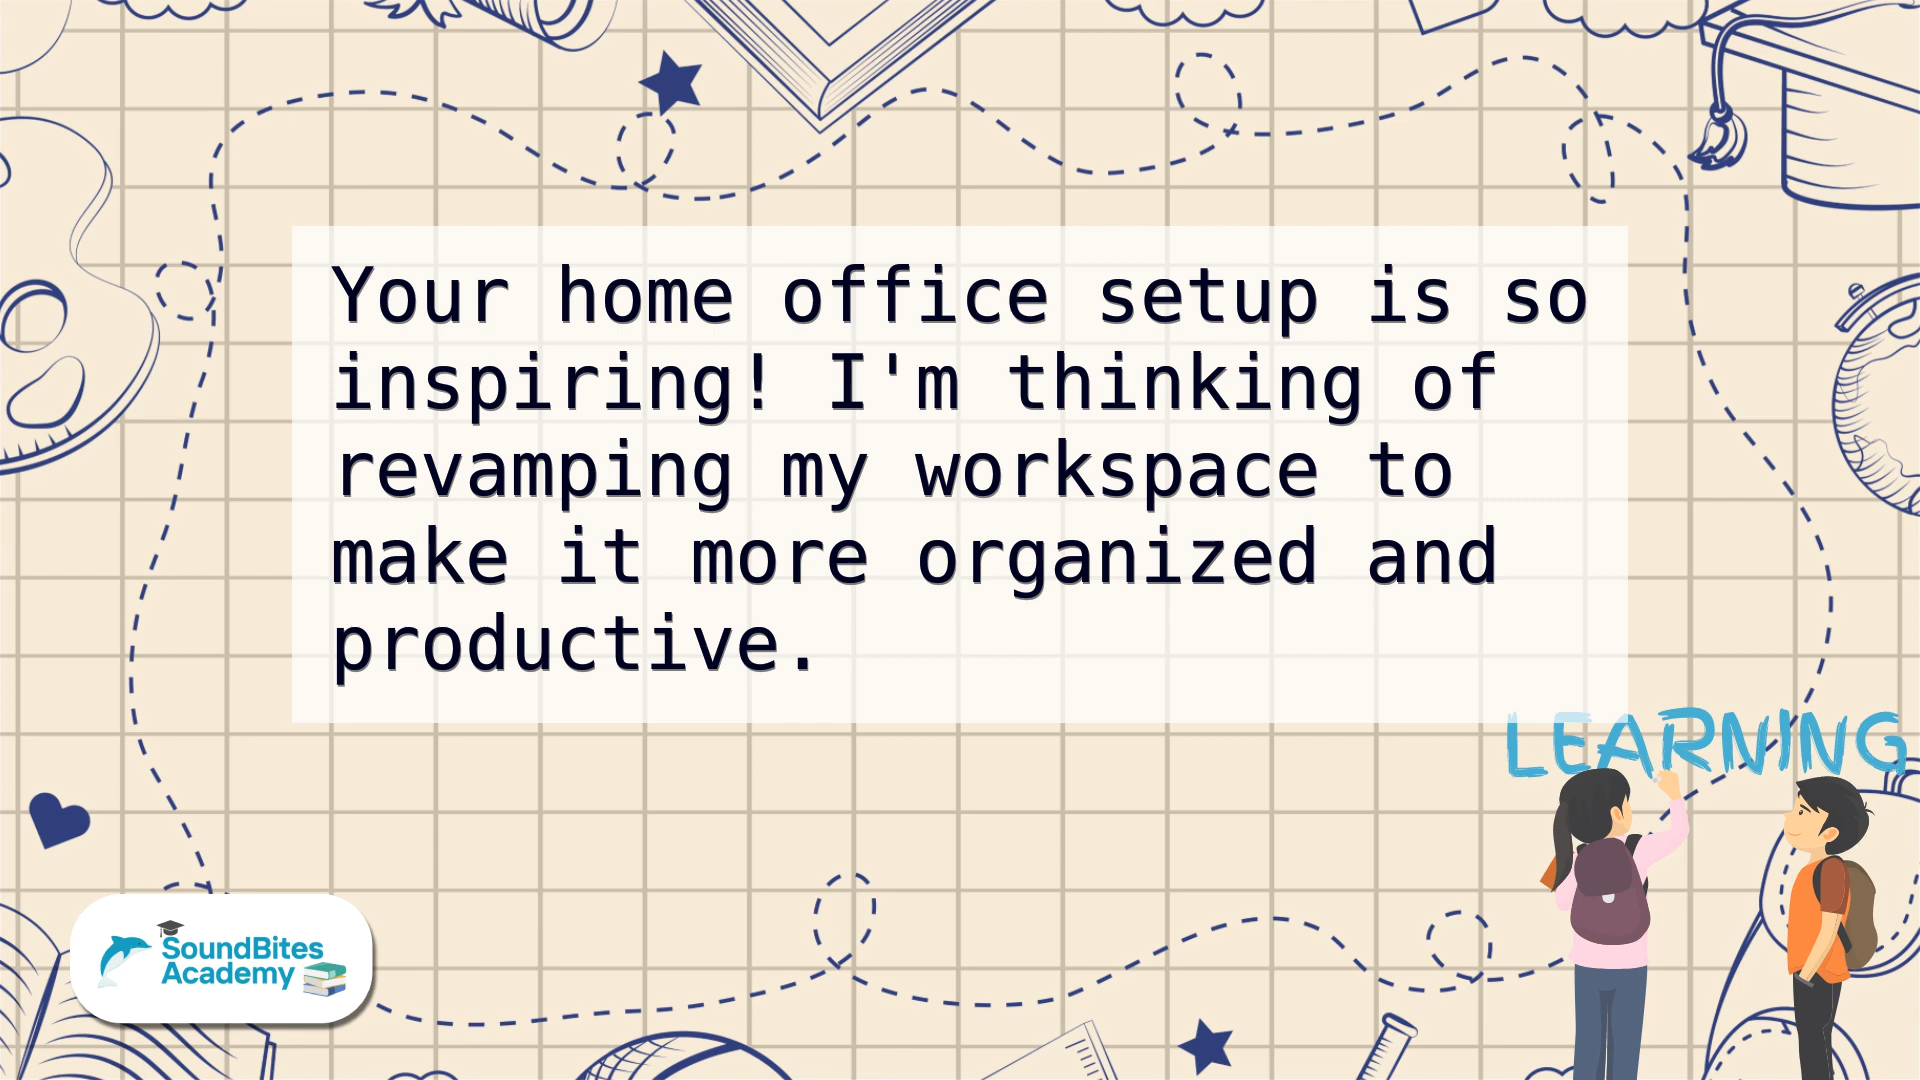 Your home office setup is so
inspiring! I'm thinking of
revamping my workspace to
make it more organized and
productive.
LEARNING
SoundBites
Academy